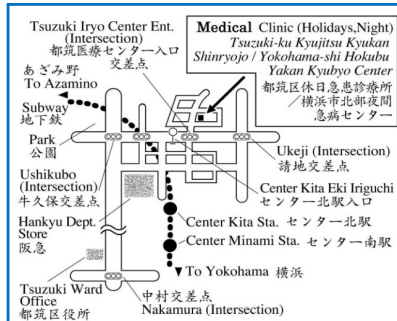 Tsuzuki Iryo Center Ent.
(Intersection)
都筑医療センター入口
交差点
Medical Clinic (Holidays,Night)
Tsuzuki-ku Kyujitsu Kyukan
Shinryojo / Yokohama-shi Hokubu
Yakan Kyubyo Center
都筑区休日急患診療所
／横浜市北部夜間
急病センター
あざみ野
To Azamino
Subway
地下鉄
Park
公園
Ushikubo
(Intersection)
牛久保交差点
Ukeji (Intersection)
請地交差点
Center Kita Eki Iriguchi
センター北駅入口
Hankyu Dept.
Store
阪急
Center Kita Sta. センター北駅
Center Minami Sta. センター南駅
To Yokohama 横浜
Tsuzuki Ward
Office
都筑区役所
中村交差点
Nakamura (Intersection)